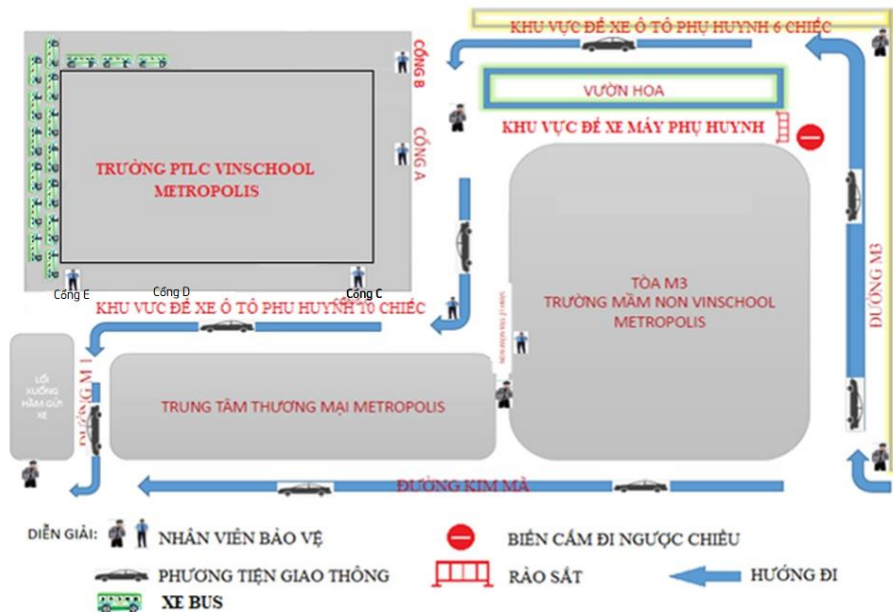 KHU VỰC ĐỂ XE Ô TÔ PHỤ HUYNH 6 CHIẾC
CỔNG B
VƯỜN HOA
KHU VỰC ĐỂ XE MÁY PHỤ HUYNH
CỔNG A
TRƯỜNG PTLC VINSCHOOL
METROPOLIS
TÒA M3
TRƯỜNG MẦM NON VINSCHOOL
METROPOLIS
ĐƯỜNG M3
Cổng E
Cổng D
Cổng C
KHU VỰC ĐỂ XE Ô TÔ PHỤ HUYNH 10 CHIẾC
LỐI
XUỐNG
HẦM GỬI
XE
ĐƯỜNG M 1
TRUNG TÂM THƯƠNG MẠI METROPOLIS
ĐƯỜNG KIM MÃ
DIỄN GIẢI:
NHÂN VIÊN BẢO VỆ
BIỂN CẤM ĐI NGƯỢC CHIỀU
PHƯƠNG TIỆN GIAO THÔNG
RÀO SẮT
HƯỚNG ĐI
XE BUS